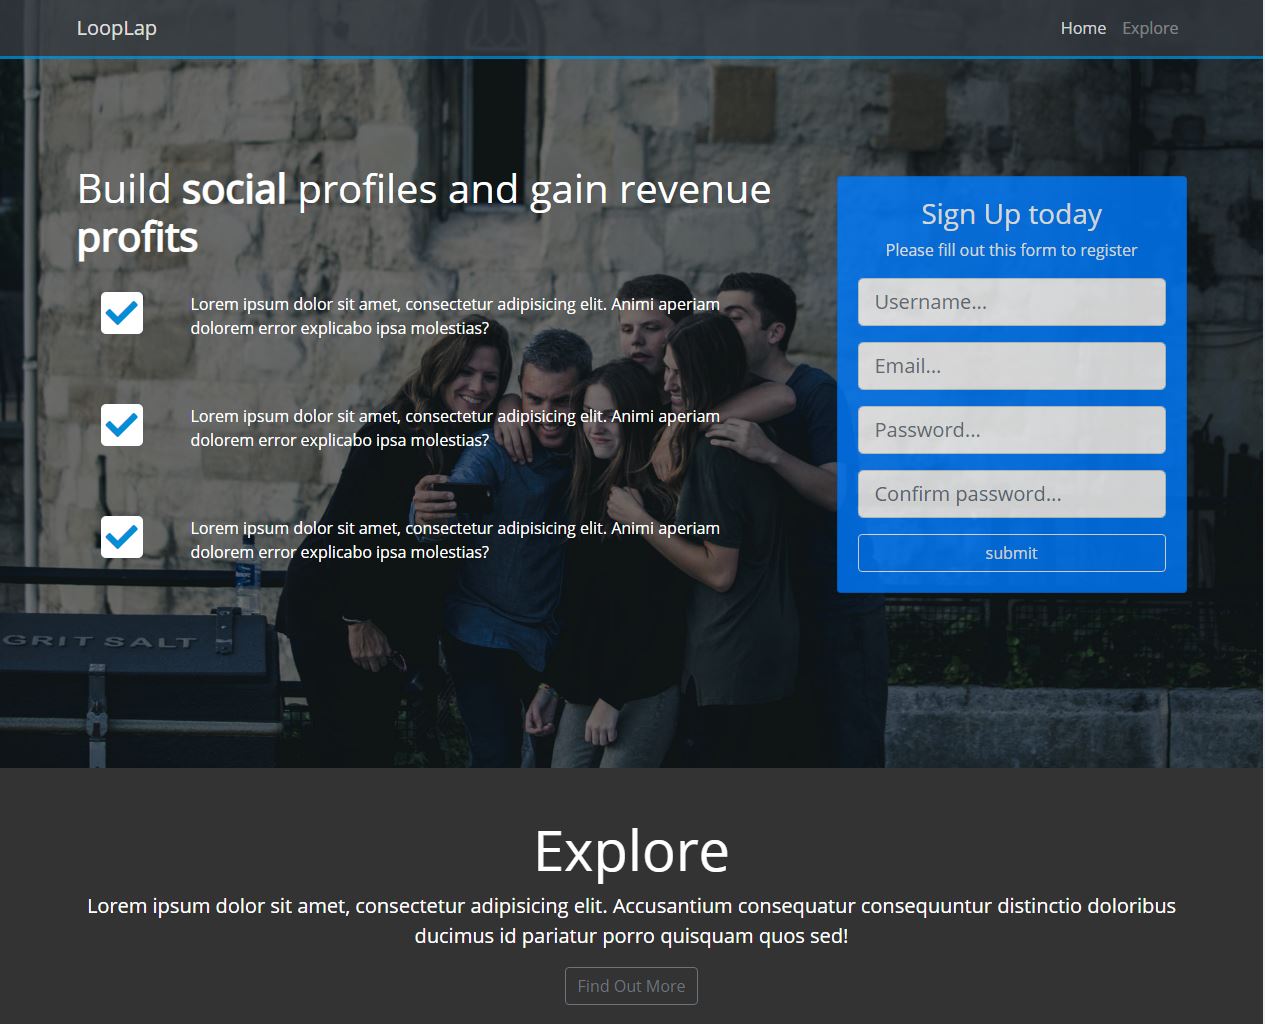 LoopLap
Home Explore
Build social profiles and gain revenue
profits
Lorem ipsum dolor sit amet, consectetur adipisicing elit. Animi aperiam
dolorem error explicabo ipsa molestias?
Lorem ipsum dolor sit amet, consectetur adipisicing elit. Animi aperiam
dolorem error explicabo ipsa molestias?
Lorem ipsum dolor sit amet, consectetur adipisicing elit. Animi aperiam
dolorem error explicabo ipsa molestias?
Sign Up today
Please fill out this form to register
Username...
Email...
Password...
Confirm password...
submit
GRIT SALT
Explore
Lorem ipsum dolor sit amet, consectetur adipisicing elit. Accusantium consequatur consequuntur distinctio doloribus
ducimus id pariatur porro quisquam quos sed!
Find Out More